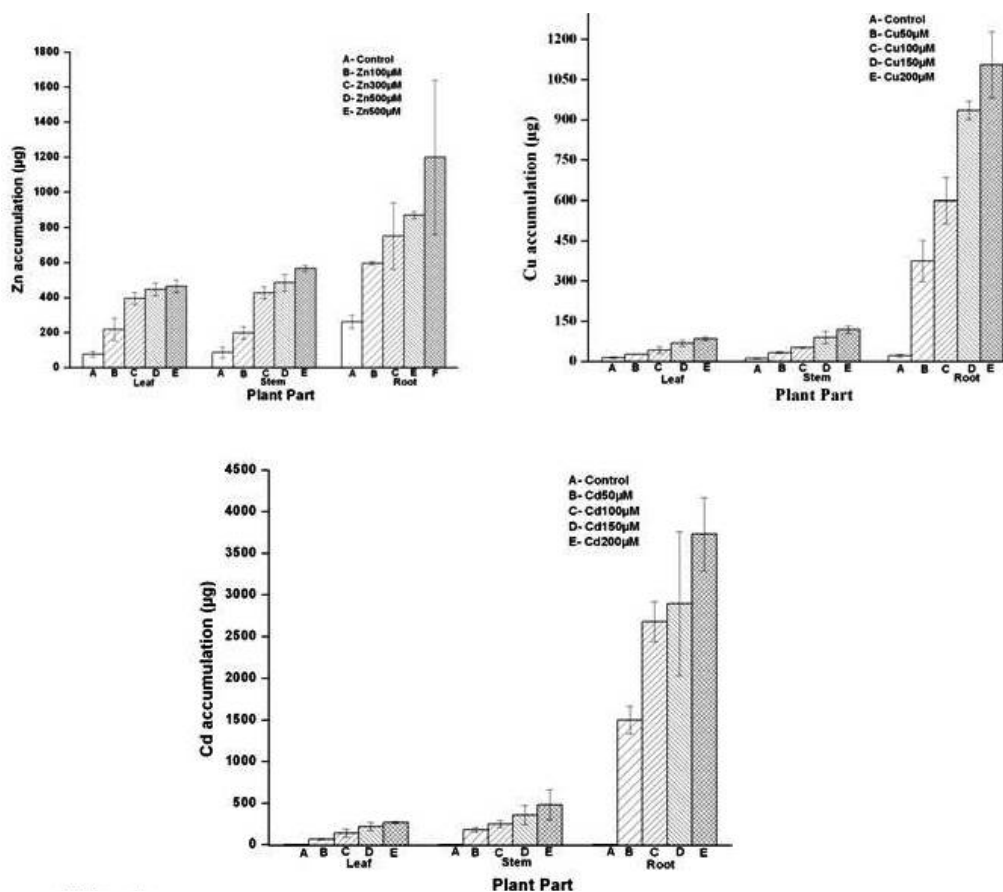 A- Control
B- Zn100µM
C- Zn300µM
D- Zn500µM
E- Zn500µM
1800
1600
1400
1200
1000
800
600
400
200
0
Zn accumulation (µg)
A B C D E A B C D E A B C E F
Leaf Stem Root
Plant Part
A- Control
B- Cu50µM
C- Cu100µM
D- Cu150µM
E- Cu200µM
1200
1050
900
750
600
450
300
150
0
Cu accumulation (µg)
A B C D E A B C D E A B C D E
Leaf Stem Root
Plant Part
A- Control
B- Cd50µM
C- Cd100µM
D- Cd150µM
E- Cd200µM
4500
4000
3500
3000
2500
2000
1500
1000
500
0
Cd accumulation (µg)
A B C D E A B C D E A B C D E
Leaf Stem Root
Plant Part